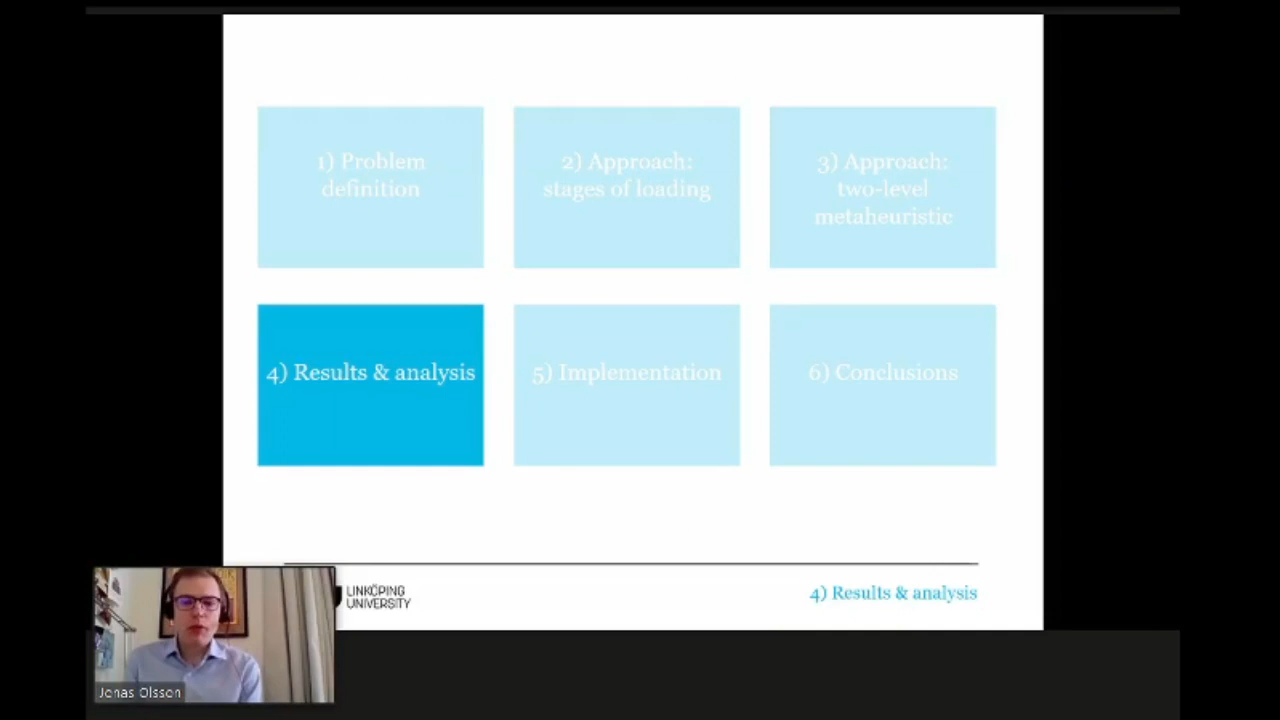 1) Problem
definition
2) Approach:
stages of loading
3) Approach:
two-level
metaheuristic
4) Results & analysis
5) Implementation
6) Conclusions
LINKÖPING
UNIVERSITY
4) Results & analysis
Jonas Olsson